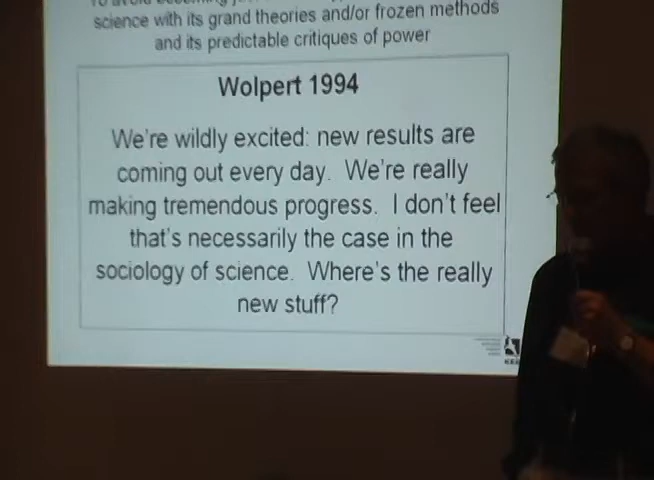 science with its grand theories and/or frozen methods
and its predictable critiques of power
Wolpert 1994
We're wildly excited: new results are
coming out every day. We're really
making tremendous progress. I don't feel
that's necessarily the case in the
sociology of science. Where's the really
new stuff?